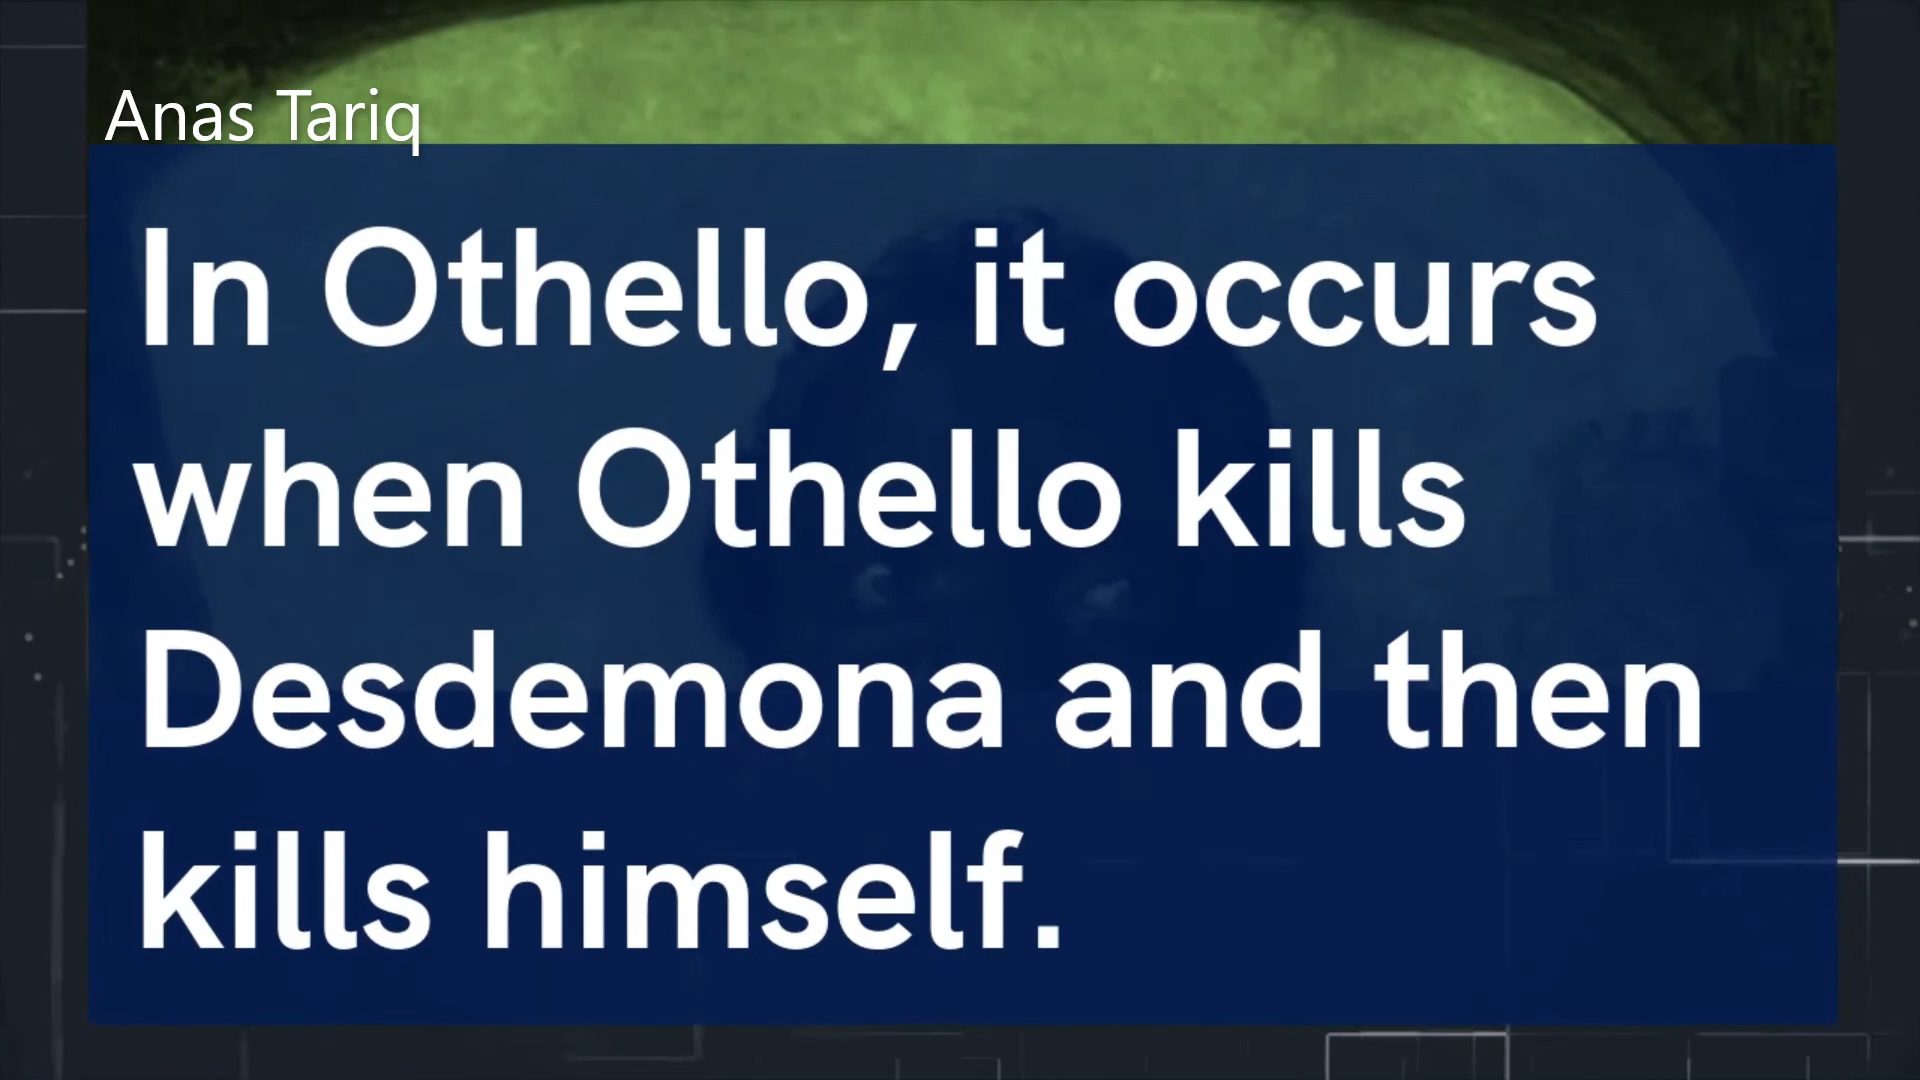 Anas Tariq
In Othello, it occurs
when Othello kills
Desdemona and then
kills himself.